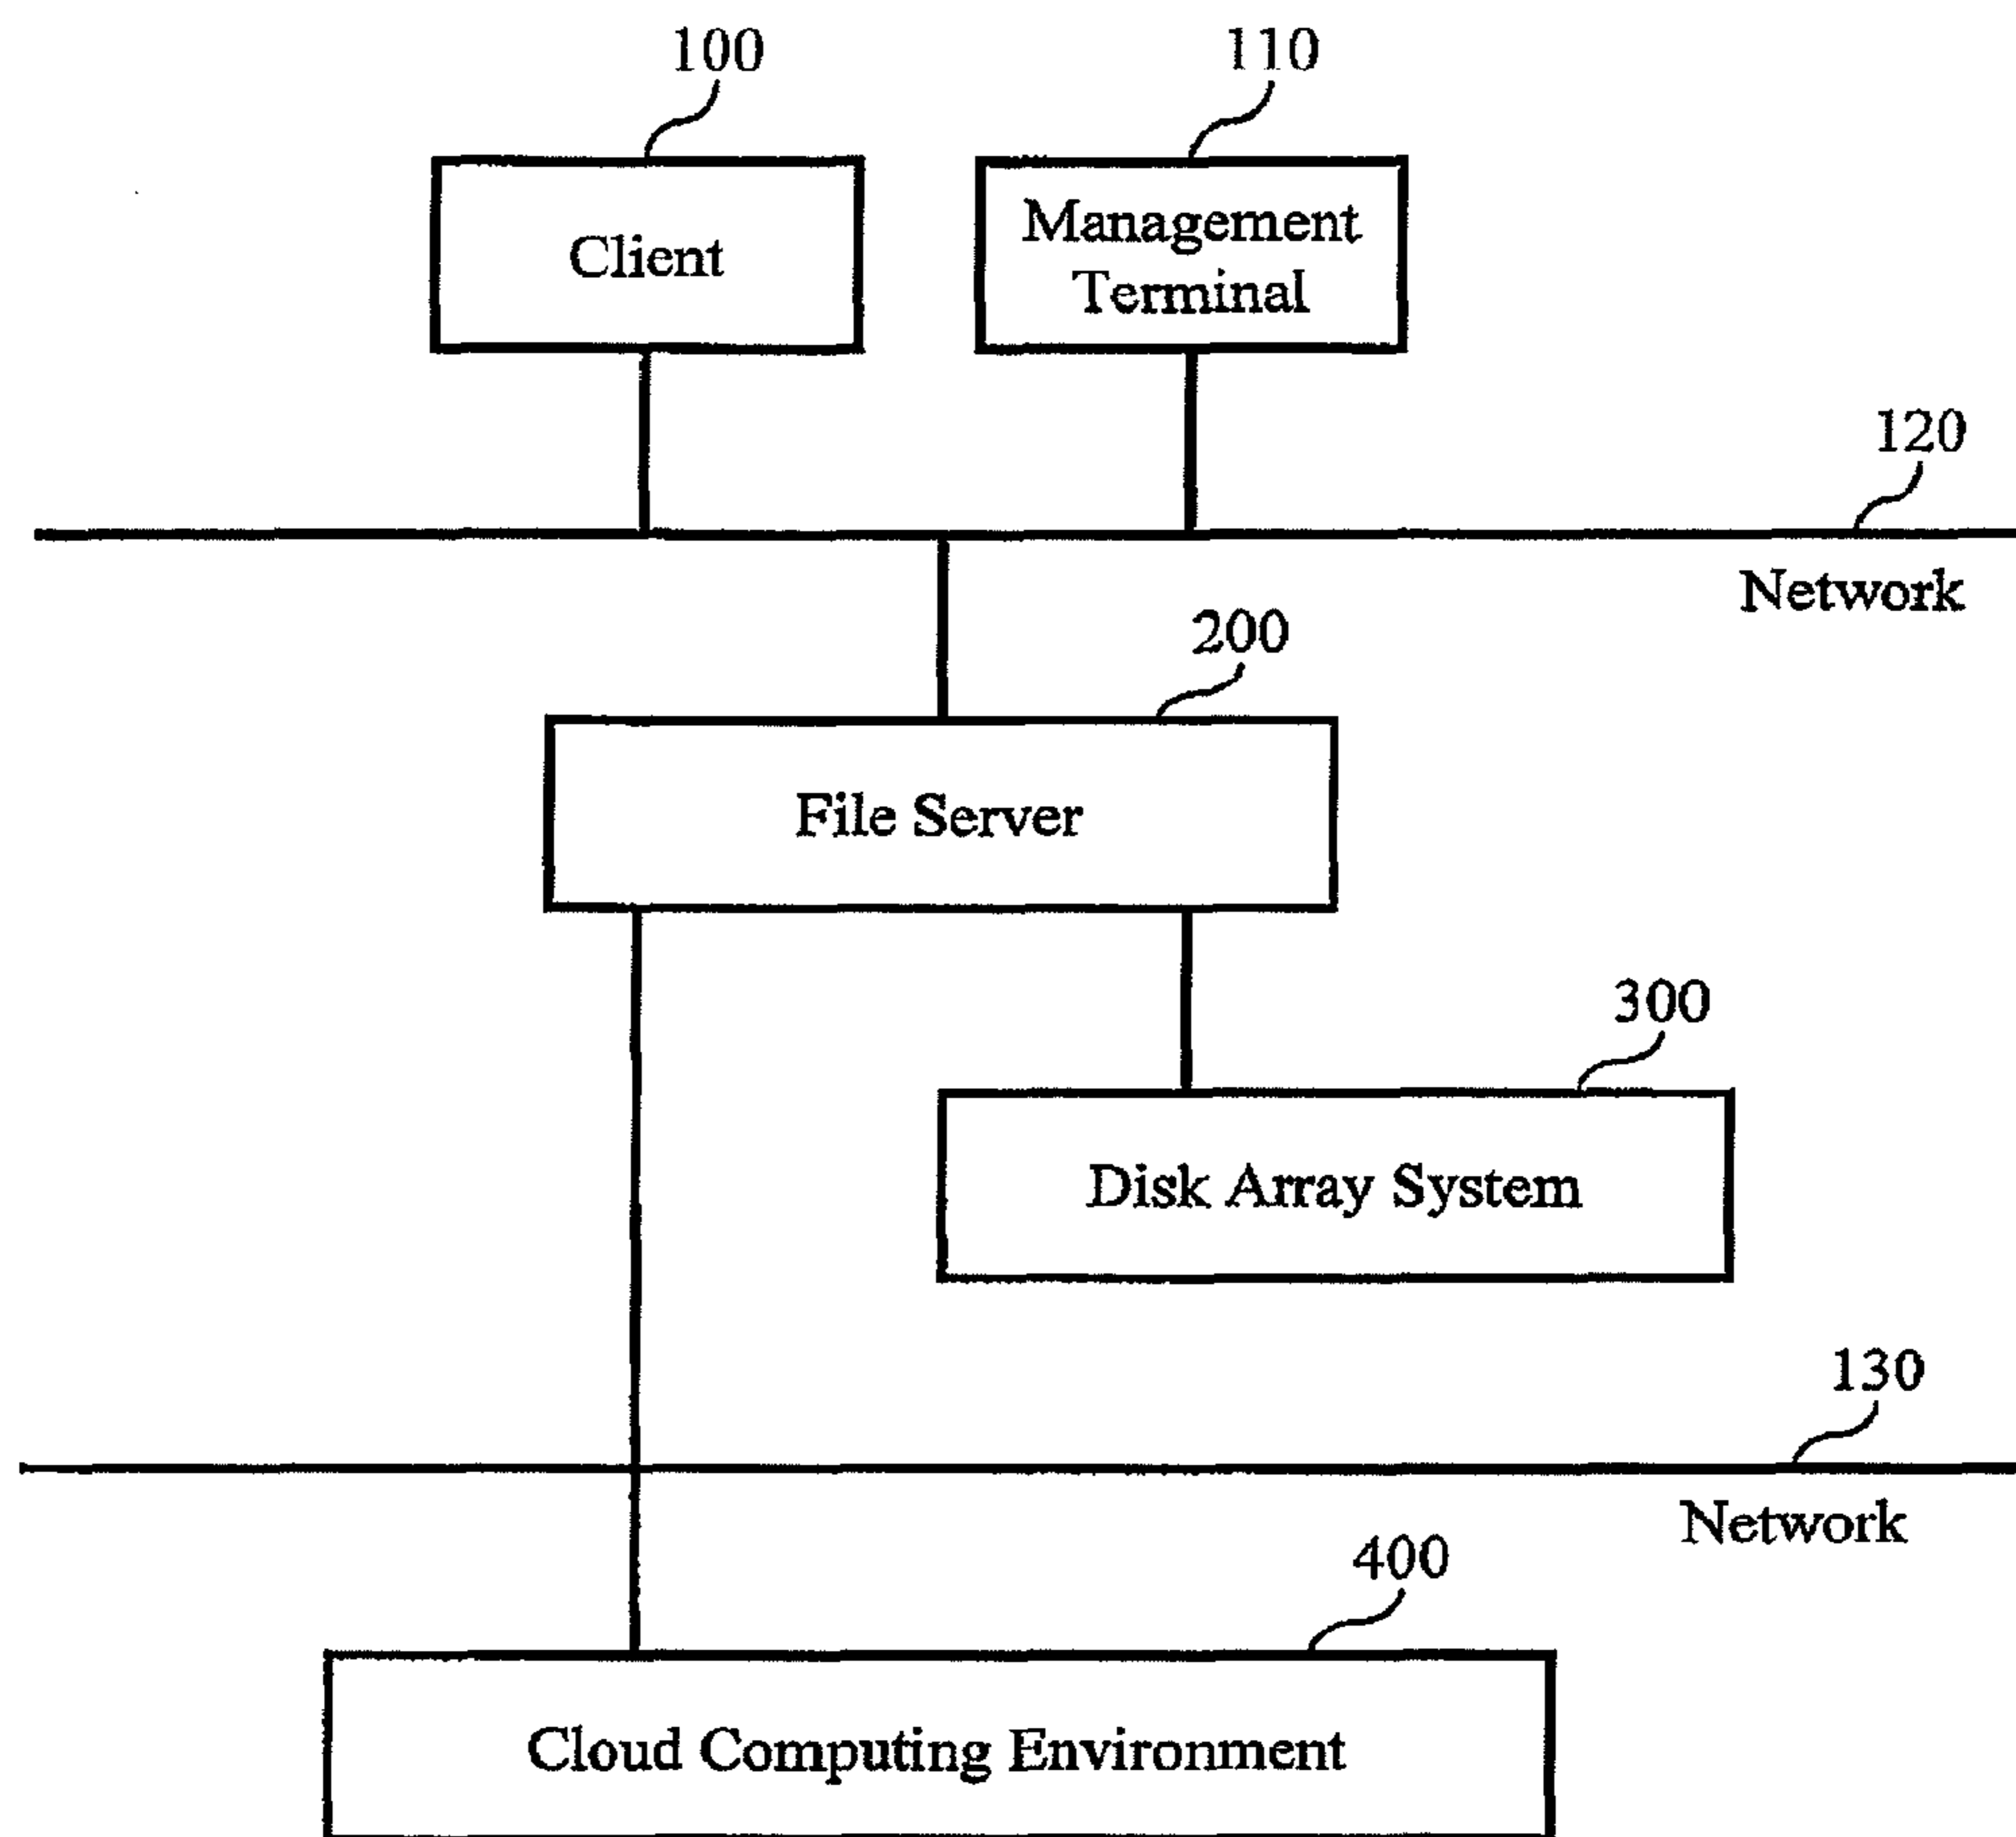 100
110
Client
Management
Terminal
120
Network
200
File Server
300
Disk Array System
130
Network
400
Cloud Computing Environment